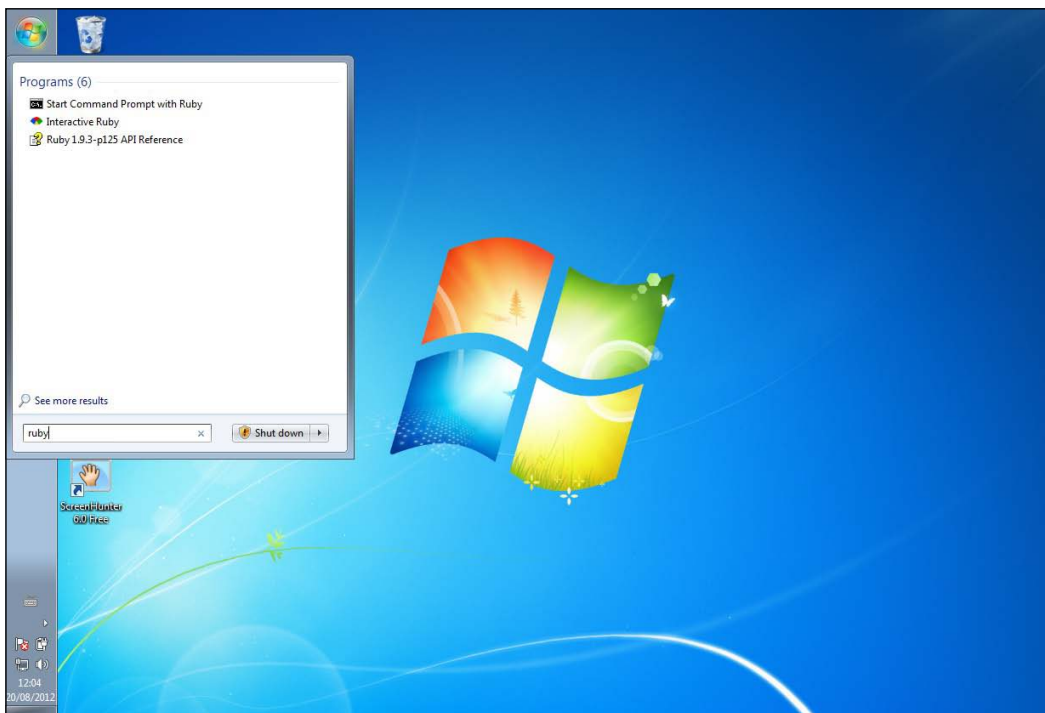 Programs (6)
Start Command Prompt with Ruby
Interactive Ruby
Ruby 1.9.3-p125 API Reference
See more results
ruby
Shut down
ScreenHunter
6.0 Free
12:04
20/08/2012